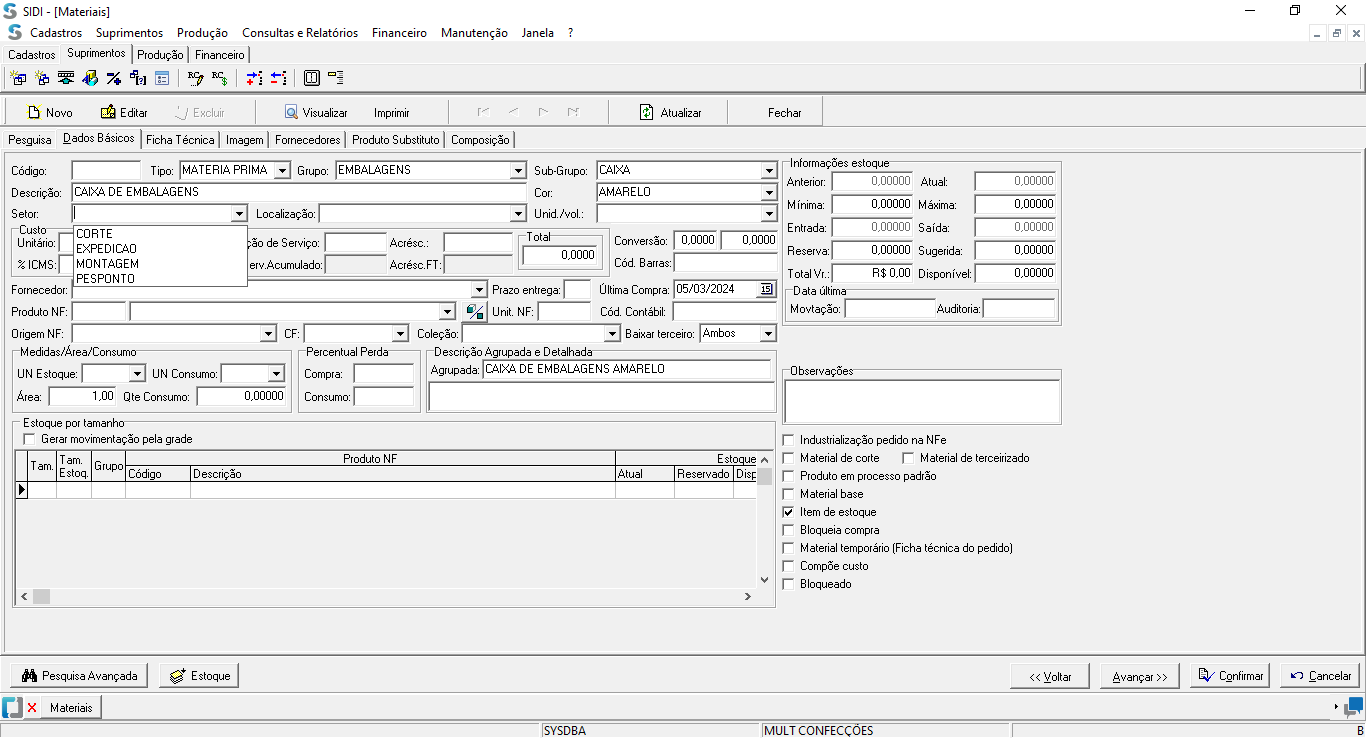 SIDI - [Materiais]
Cadastros Suprimentos Produção Consultas e Relatórios Financeiro Manutenção Janela ?
Cadastros Suprimentos Produção Financeiro
Novo Editar Excluir Visualizar Imprimir Atualizar Fechar
Pesquisa Dados Básicos Ficha Técnica Imagem Fornecedores Produto Substituto Composição
Código: Tipo: MATERIA PRIMA Grupo: EMBALAGENS Sub-Grupo: CAIXA
Descrição: CAIXA DE EMBALAGENS Cor: AMARELO
Setor: Localização: Unid./vol.:
CORTE
EXPEDICAO
MONTAGEM
PESPONTO
Custo
Unitário: ção de Serviço: Acrésc.: Total 0,0000 Conversão: 0,0000 0,0000
% ICMS: erv.Acumulado: Acrésc.FT: Cód. Barras:
Fornecedor: Prazo entrega: Última Compra: 05/03/2024 15
Produto NF: Unit. NF: Cód. Contábil:
Origem NF: CF: Coleção: Baixar terceiro: Ambos
Informações estoque
Anterior: 0,00000 Atual: 0,00000
Mínima: 0,00000 Máxima: 0,00000
Entrada: 0,00000 Saída: 0,00000
Reserva: 0,00000 Sugerida: 0,00000
Total Vr.: R$ 0,00 Disponível: 0,00000
Data última
Movtação: Auditoria:
Medidas/Área/Consumo
UN Estoque: UN Consumo:
Área: 1,00 Qte Consumo: 0,00000
Percentual Perda
Compra:
Consumo:
Descrição Agrupada e Detalhada
Agrupada: CAIXA DE EMBALAGENS AMARELO
Observações
Estoque por tamanho
Gerar movimentação pela grade
Tam. Tam. Estoq. Grupo Produto NF Estoque
Código Descrição Atual Reservado Disp
Industrialização pedido na NFe
Material de corte Material de terceirizado
Produto em processo padrão
Material base
Item de estoque
Bloqueia compra
Material temporário (Ficha técnica do pedido)
Compõe custo
Bloqueado
Pesquisa Avançada Estoque << Voltar Avançar >> Confirmar Cancelar
Materiais
SYSDBA MULT CONFECÇÕES B